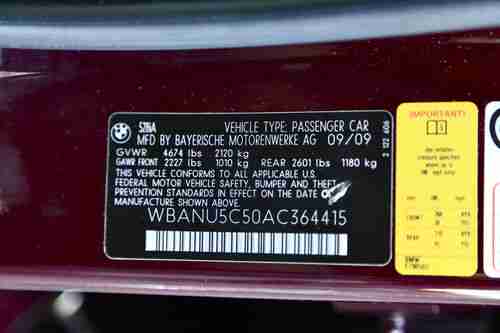 BMW
VEHICLE TYPE: PASSENGER CAR
MFD BY BAYERISCHE MOTORENWERKE AG 09/09
GVWR 4674 lbs 2120 kg
GAWR FRONT 2227 lbs 1010 kg REAR 2601 lbs 1180 kg
THIS VEHICLE CONFORMS TO ALL APPLICABLE U.S.
FEDERAL MOTOR VEHICLE SAFETY, BUMPER AND THEFT
PREVENTION STANDARDS IN EFFECT ON THE DATE
OF MANUFACTURE SHOWN ABOVE.
WBANU5C50AC364415
IMPORTANT